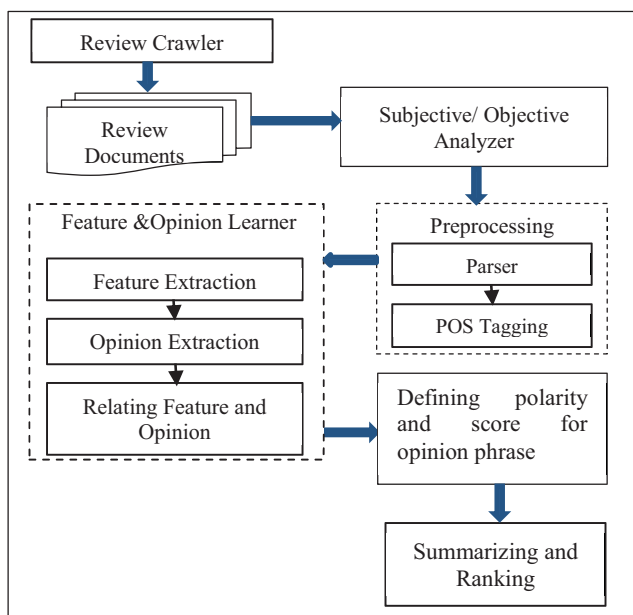 Review Crawler
Review
Documents
Subjective/ Objective
Analyzer
Preprocessing
Parser
POS Tagging
Feature &Opinion Learner
Feature Extraction
Opinion Extraction
Relating Feature and
Opinion
Defining polarity
and score for
opinion phrase
Summarizing and
Ranking